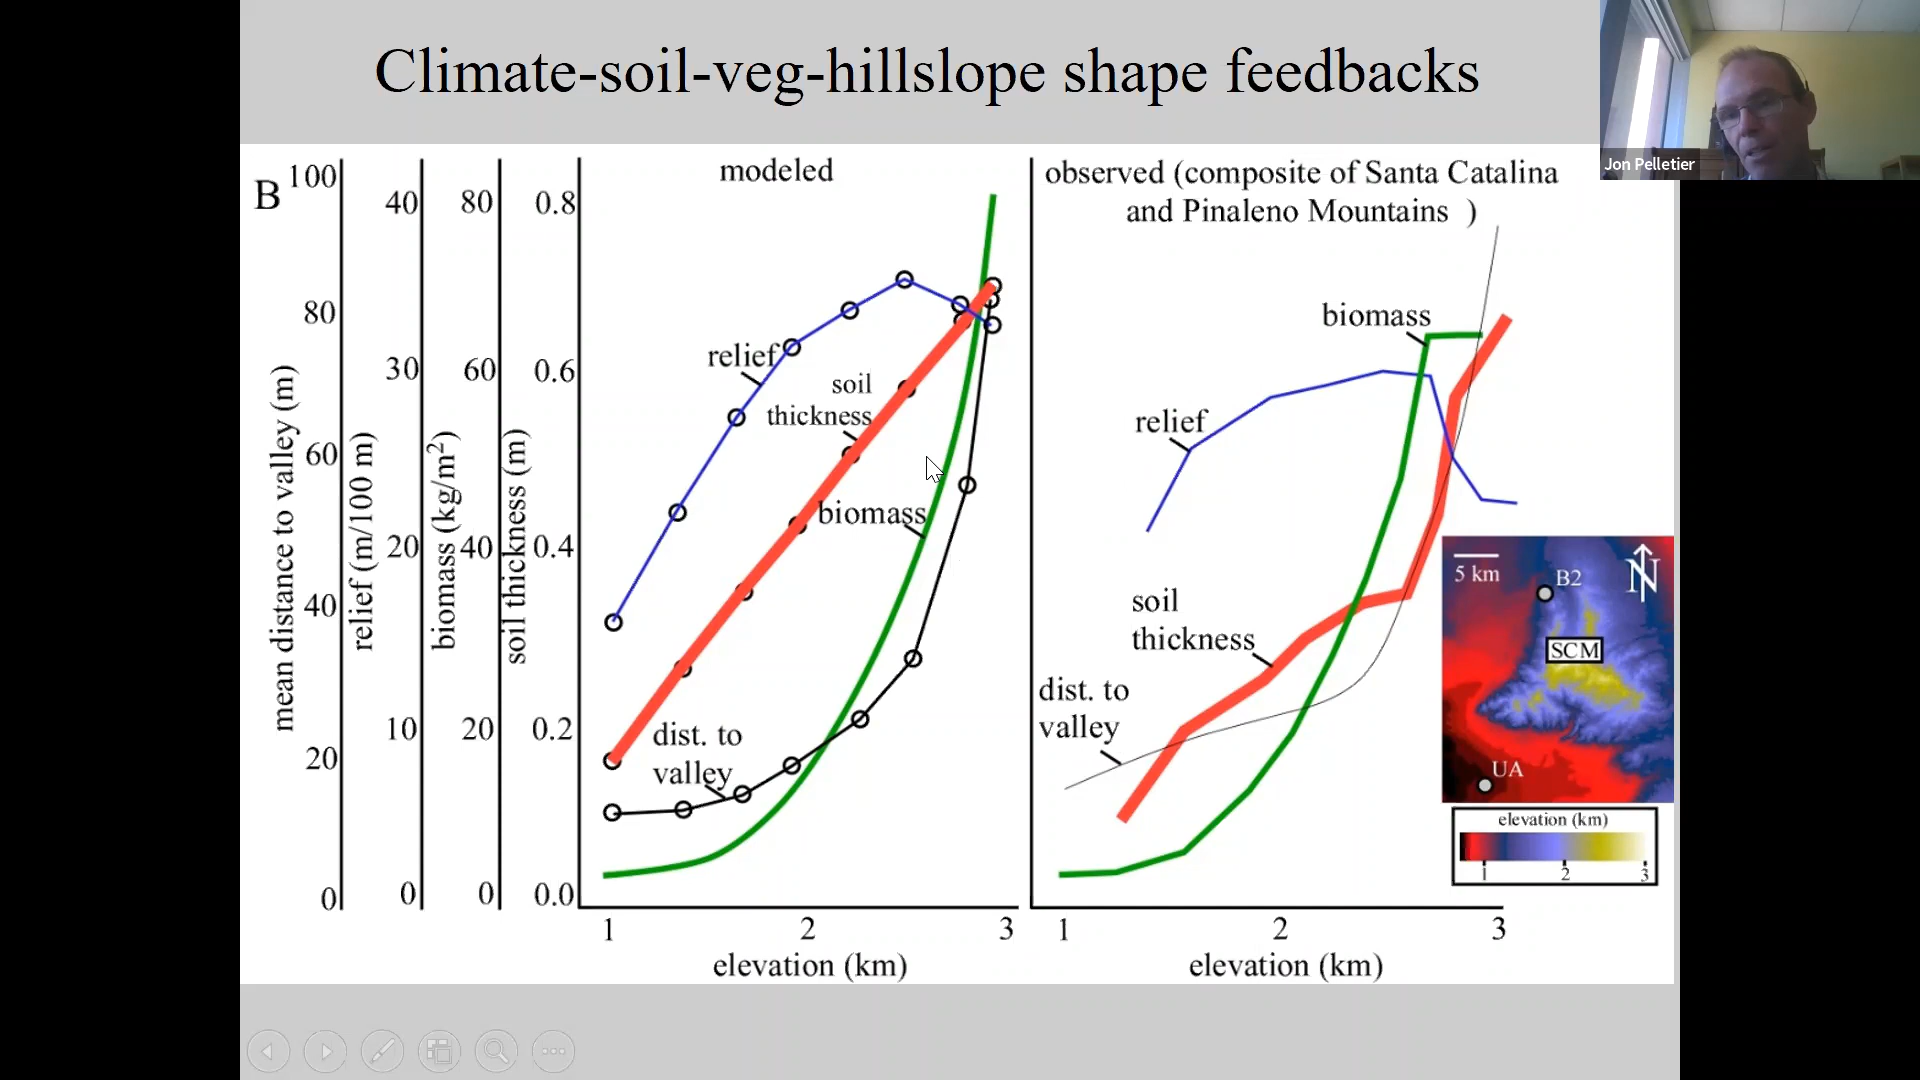 Climate-soil-veg-hillslope shape feedbacks
Jon Pelletier
B
100
80
60
40
20
0
mean distance to valley (m)
40
30
20
10
0
relief (m/100 m)
80
60
40
20
0
biomass (kg/m²)
0.8
0.6
0.4
0.2
0.0
soil thickness (m)
modeled
relief
soil
thickness
biomass
dist. to
valley
1
2
3
elevation (km)
observed (composite of Santa Catalina
and Pinaleno Mountains )
biomass
relief
soil
thickness
dist. to
valley
1
2
3
elevation (km)
5 km
N
B2
SCM
UA
elevation (km)
1
2
3